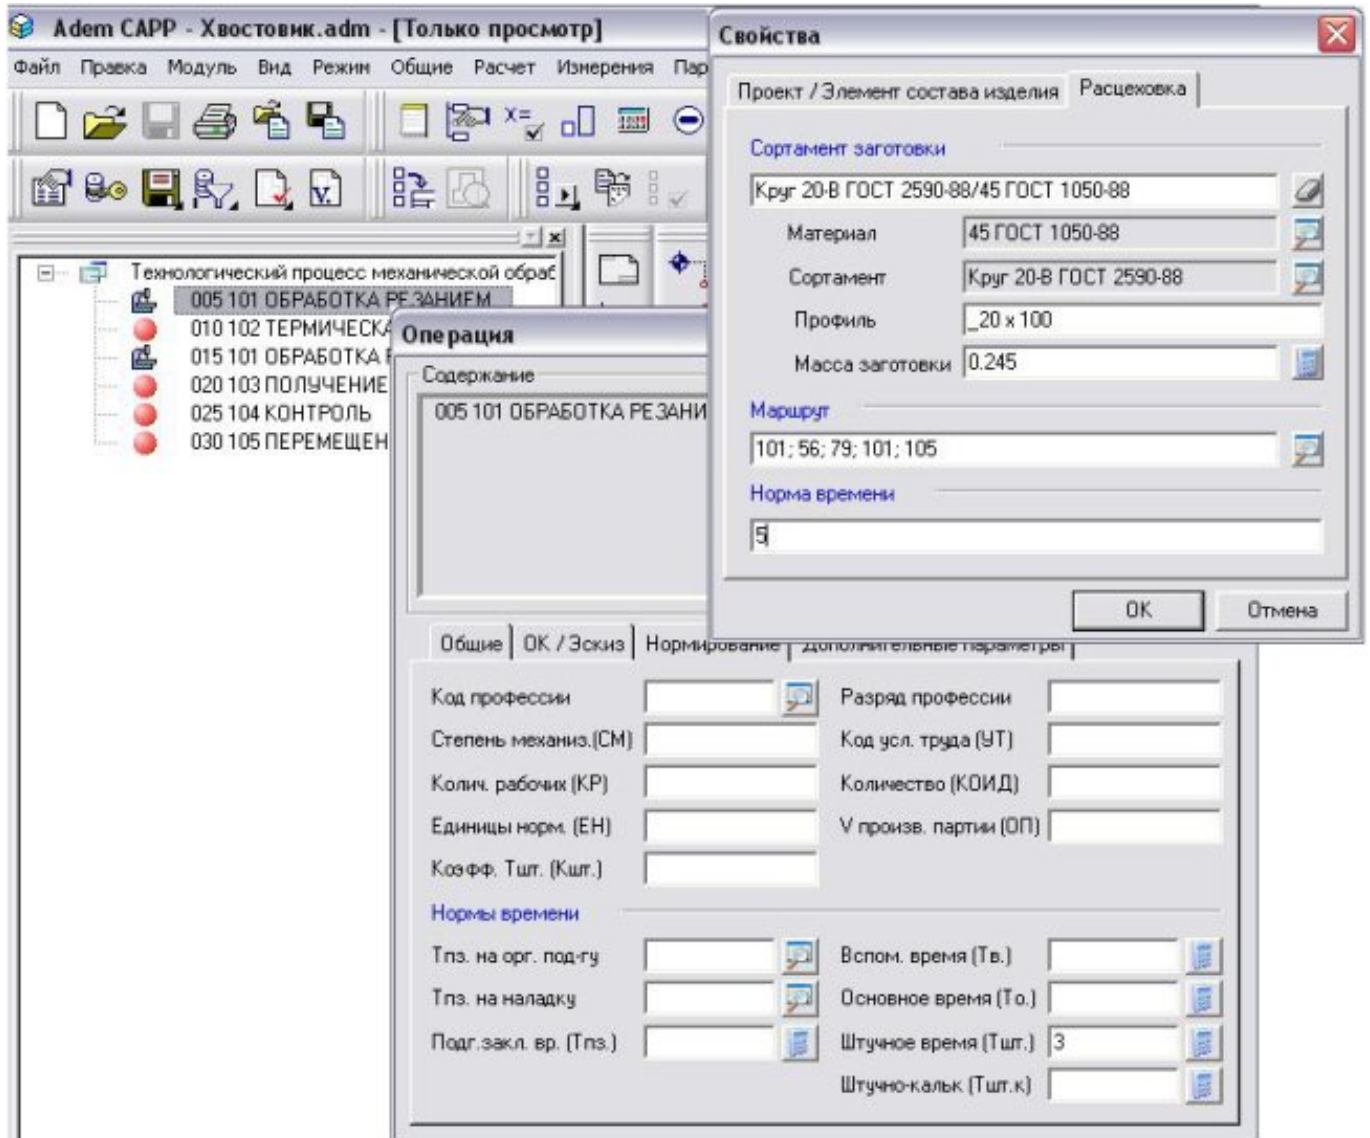 Adem CAPP - Хвостовик.adm - [Только просмотр]
Файл Правка Модуль Вид Режим Общие Расчет Измерения Пар
Технологический процесс механической обраб
005 101 ОБРАБОТКА РЕЗАНИЕМ
010 102 ТЕРМИЧЕСКА
015 101 ОБРАБОТКА
020 103 ПОЛУЧЕНИЕ
025 104 КОНТРОЛЬ
030 105 ПЕРЕМЕЩЕН
Свойства
Проект / Элемент состава изделия Расцеховка
Сортамент заготовки
Круг 20-В ГОСТ 2590-88/45 ГОСТ 1050-88
Материал 45 ГОСТ 1050-88
Сортамент Круг 20-В ГОСТ 2590-88
Профиль _20 x 100
Масса заготовки 0.245
Маршрут
101; 56; 79; 101; 105
Норма времени
5
OK Отмена
Операция
Содержание
005 101 ОБРАБОТКА РЕЗАНИ
Общие ОК / Эскиз Нормирование Дополнительные параметры
Код профессии Разряд профессии
Степень механиз.(СМ) Код усл. труда (УТ)
Колич. рабочих (КР) Количество (КОИД)
Единицы норм. (ЕН) V произв. партии (ОП)
Коэфф. Тшт. (Кшт.)
Нормы времени
Тпз. на орг. под-гу Вспом. время (Тв.)
Тпз. на наладку Основное время (То.)
Подг.закл. вр. (Тпз.) Штучное время (Тшт.) 3
Штучно-кальк (Тшт.к)